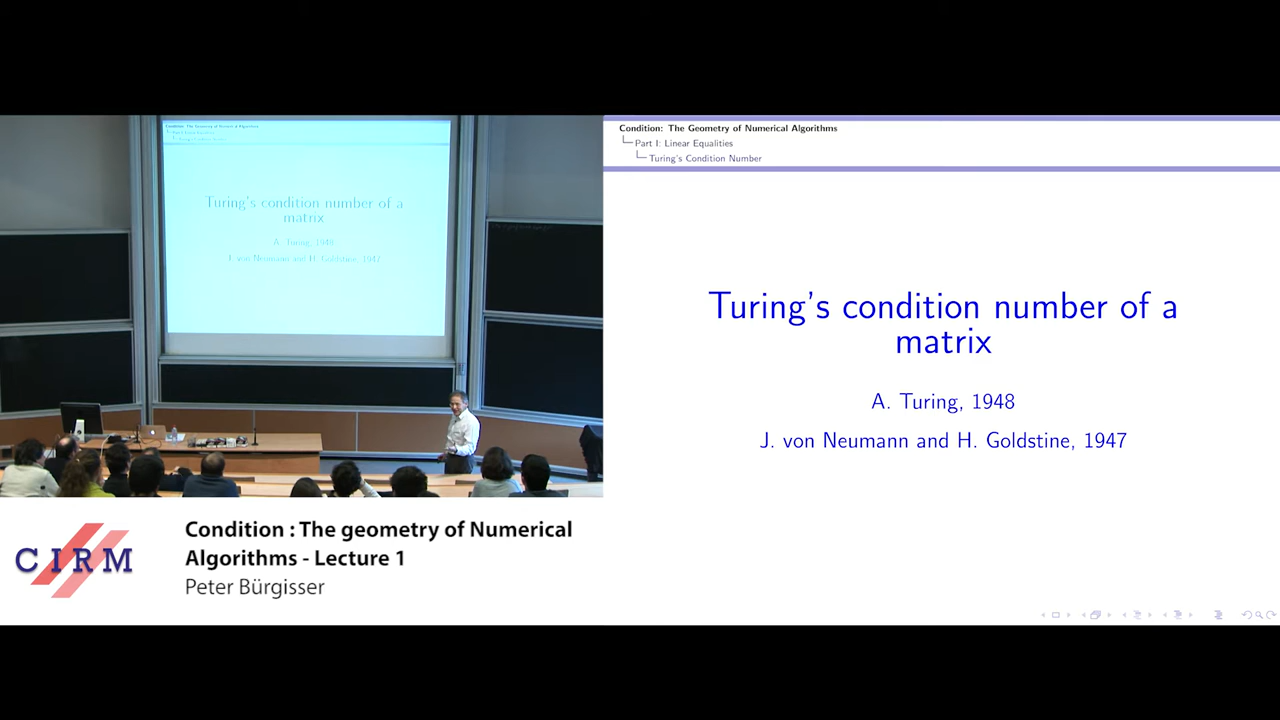 Condition: The Geometry of Numerical Algorithms
Part I: Linear Equalities
Turing's Condition Number
Turing's condition number of a
matrix
A. Turing, 1948
J. von Neumann and H. Goldstine, 1947
Turing's condition number of a
matrix
A. Turing, 1948
J. von Neumann and H. Goldstine, 1947
CIRM
Condition : The geometry of Numerical
Algorithms - Lecture 1
Peter Bürgisser